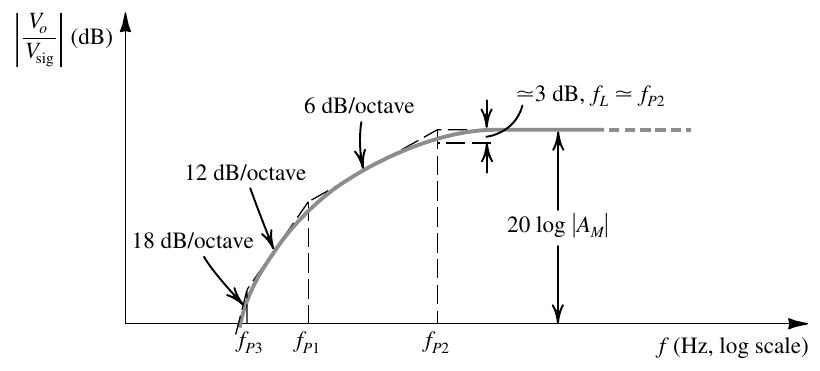 |V_o / V_sig| (dB)
≃3 dB, f_L ≃ f_P2
6 dB/octave
12 dB/octave
18 dB/octave
20 log |A_M|
f_P3
f_P1
f_P2
f (Hz, log scale)